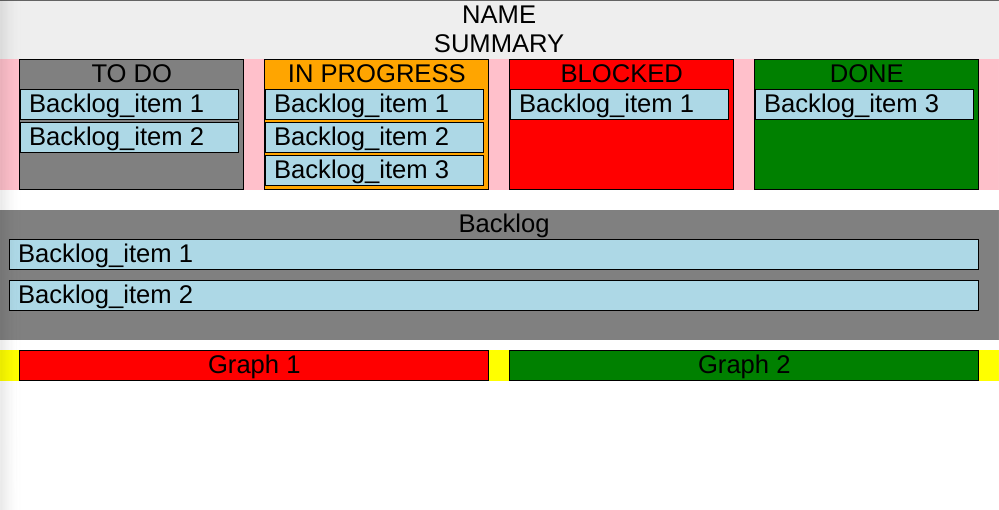 NAME
SUMMARY
TO DO
Backlog_item 1
Backlog_item 2
IN PROGRESS
Backlog_item 1
Backlog_item 2
Backlog_item 3
BLOCKED
Backlog_item 1
DONE
Backlog_item 3
Backlog
Backlog_item 1
Backlog_item 2
Graph 1
Graph 2